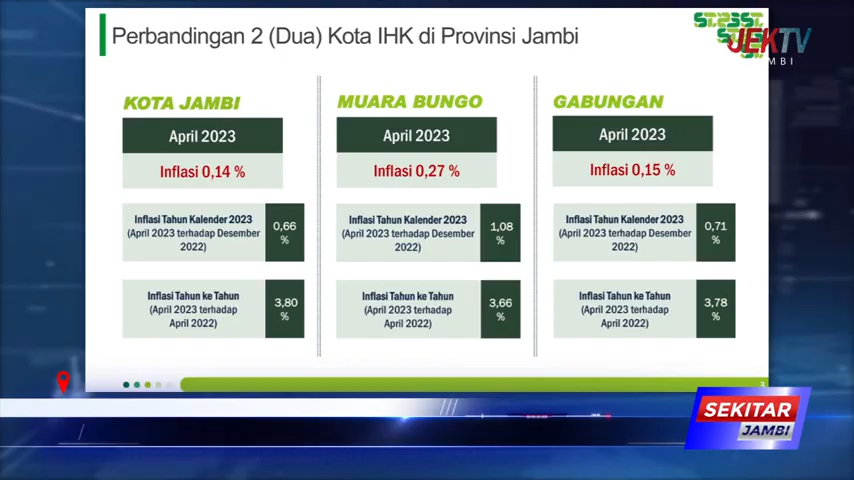 Perbandingan 2 (Dua) Kota IHK di Provinsi Jambi
JEKTV
MBI
KOTA JAMBI
April 2023
Inflasi 0,14 %
Inflasi Tahun Kalender 2023
(April 2023 terhadap Desember
2022)
0,66
%
Inflasi Tahun ke Tahun
(April 2023 terhadap
April 2022)
3,80
%
MUARA BUNGO
April 2023
Inflasi 0,27 %
Inflasi Tahun Kalender 2023
(April 2023 terhadap Desember
2022)
1,08
%
Inflasi Tahun ke Tahun
(April 2023 terhadap
April 2022)
3,66
%
GABUNGAN
April 2023
Inflasi 0,15 %
Inflasi Tahun Kalender 2023
(April 2023 terhadap Desember
2022)
0,71
%
Inflasi Tahun ke Tahun
(April 2023 terhadap
April 2022)
3,78
%
3
SEKITAR
JAMBI